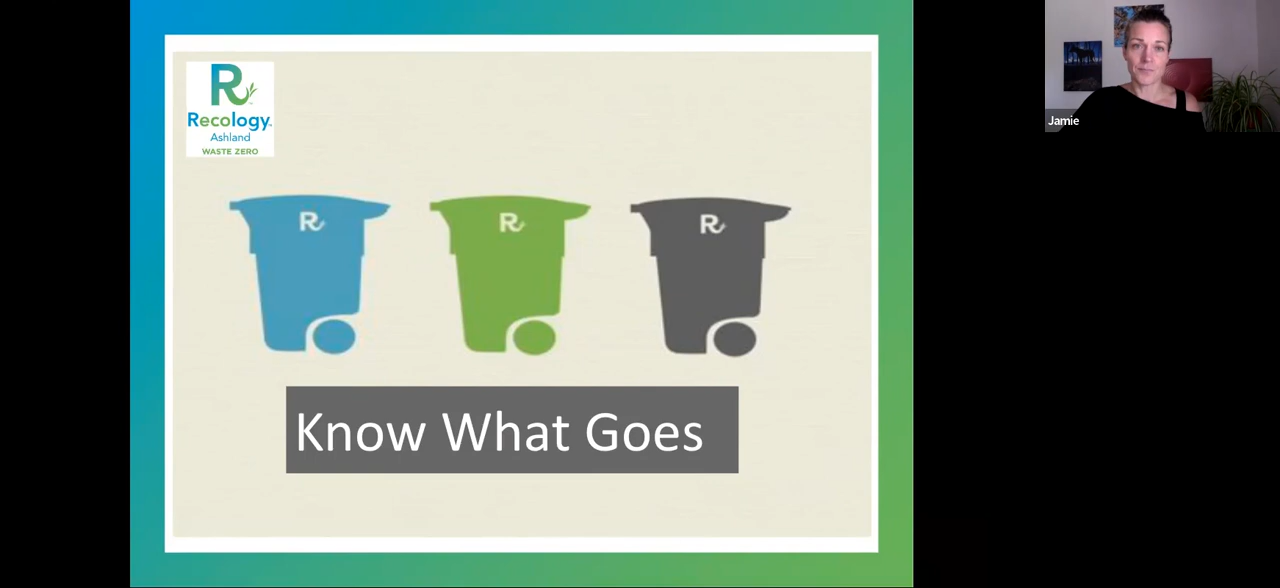 R
Recology
Ashland
WASTE ZERO
R
R
R
Know What Goes
Jamie